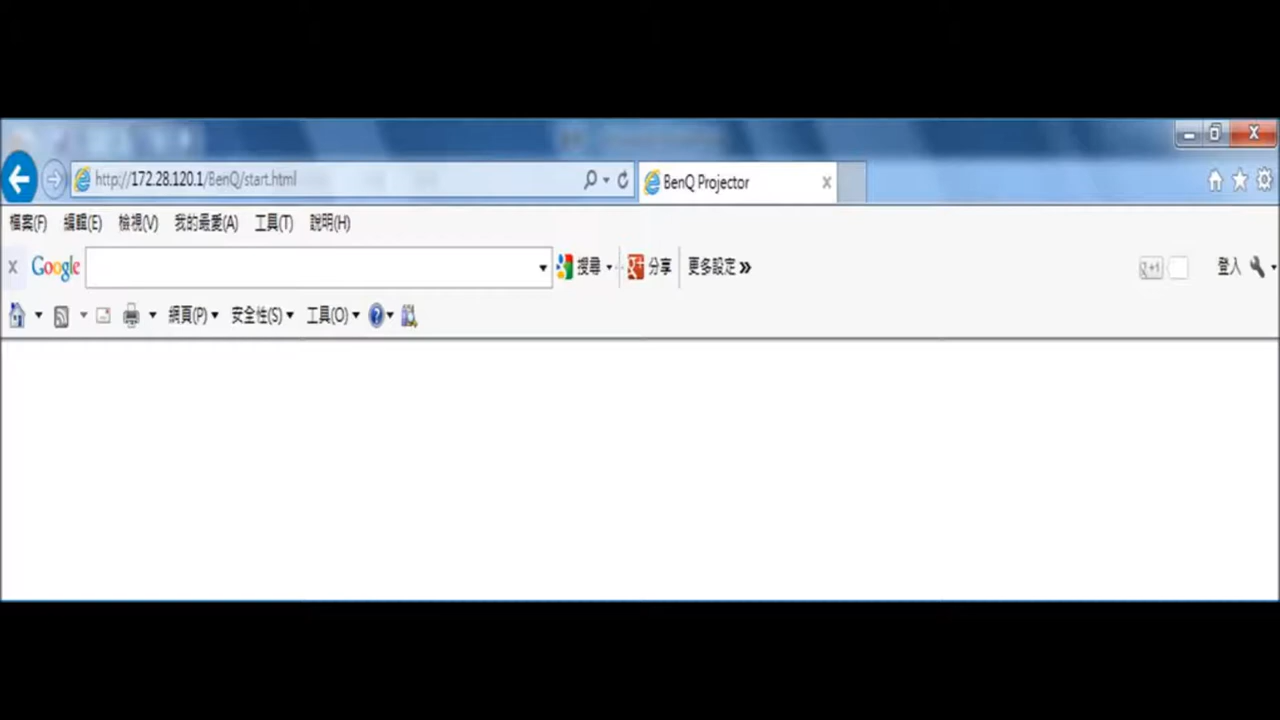 http://172.28.120.1/BenQ/start.html BenQ Projector
檔案(F) 編輯(E) 檢視(V) 我的最愛(A) 工具(T) 說明(H)
Google 搜尋 g+ 分享 更多設定 » g+1 登入
網頁(P) 安全性(S) 工具(O)